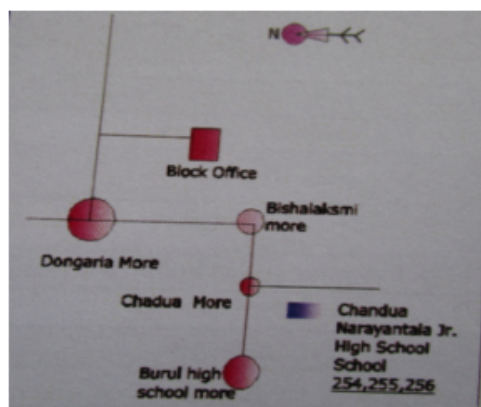 N
Block Office
Bishalaksmi
more
Dongaria More
Chadua More
Chandua
Narayantala Jr.
High School
School
254,255,256
Burul high
school more